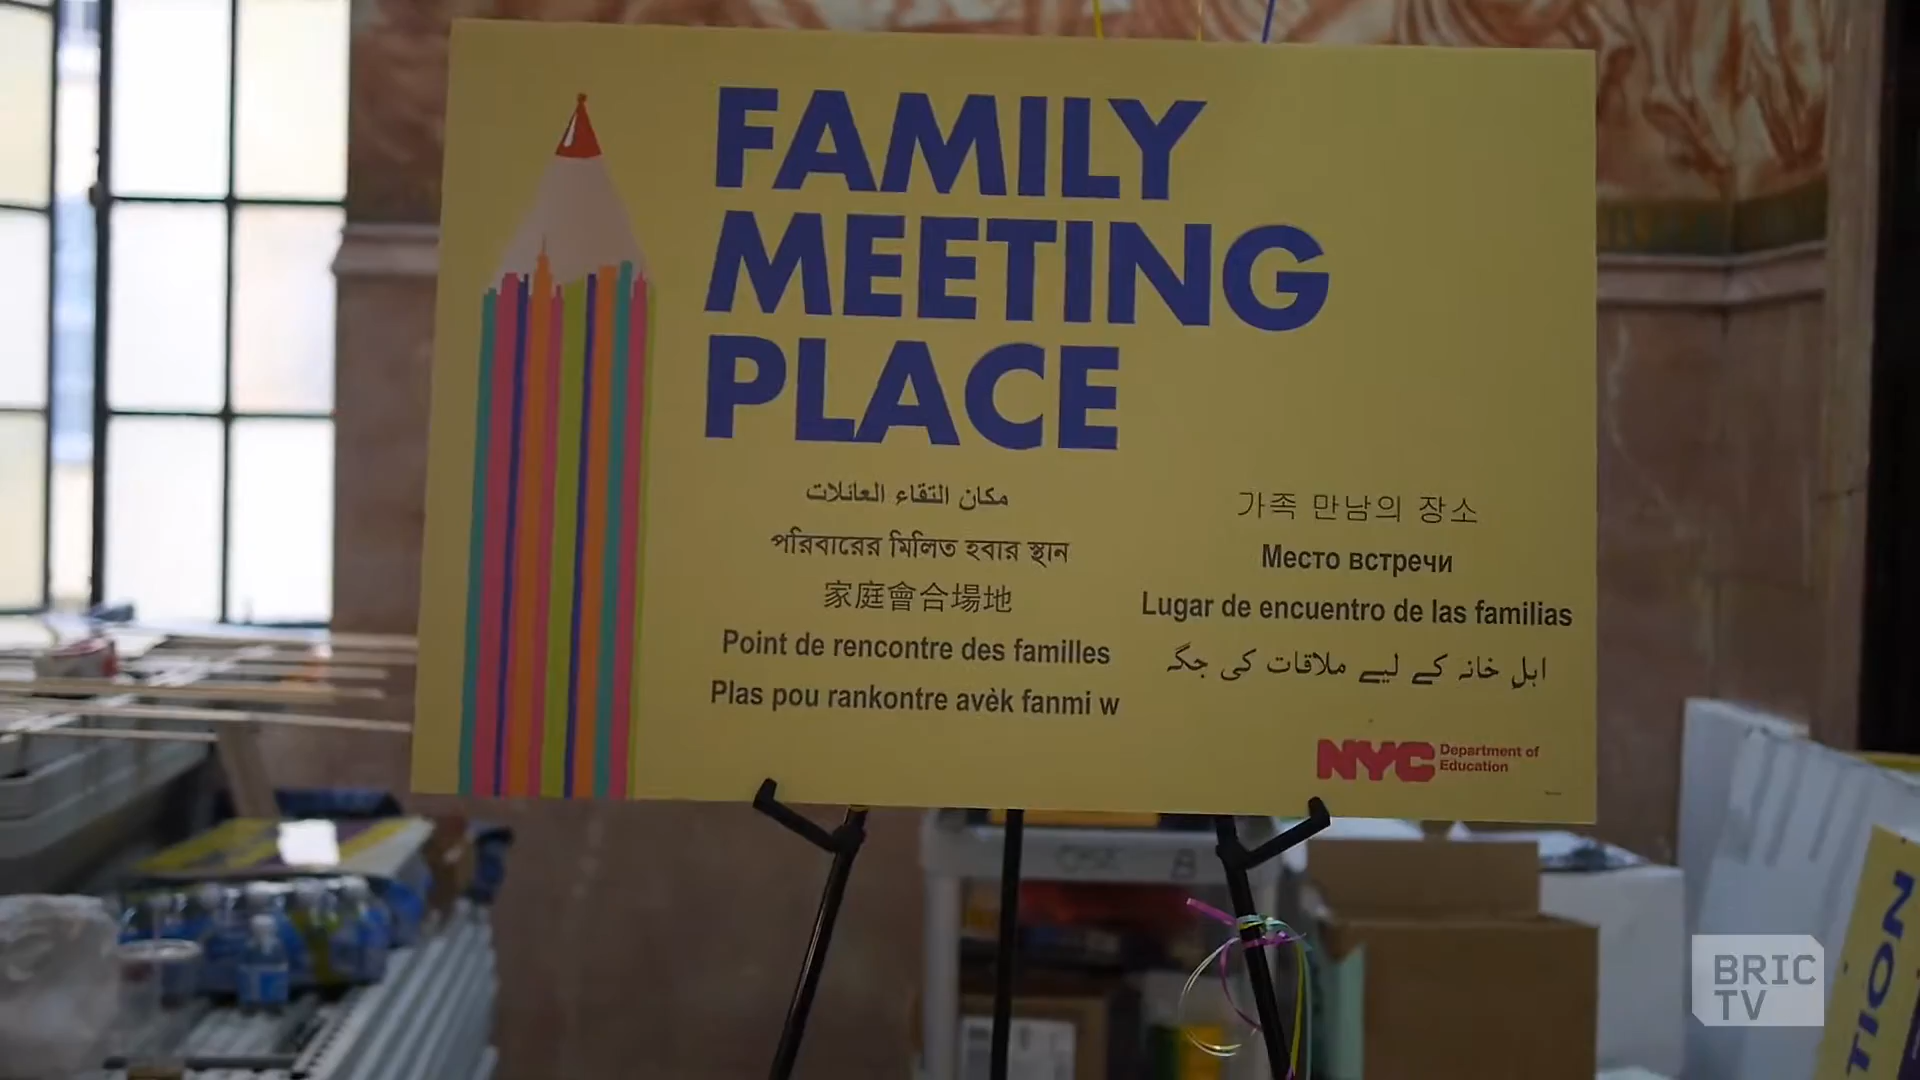 FAMILY
MEETING
PLACE
مكان التقاء العائلات
পরিবারের মিলিত হবার স্থান
家庭會合場地
Point de rencontre des familles
Plas pou rankontre avèk fanmi w
가족 만남의 장소
Место встречи
Lugar de encuentro de las familias
اہلِ خانہ کے لیے ملاقات کی جگہ
NYC Department of
Education
BRIC
TV
TION